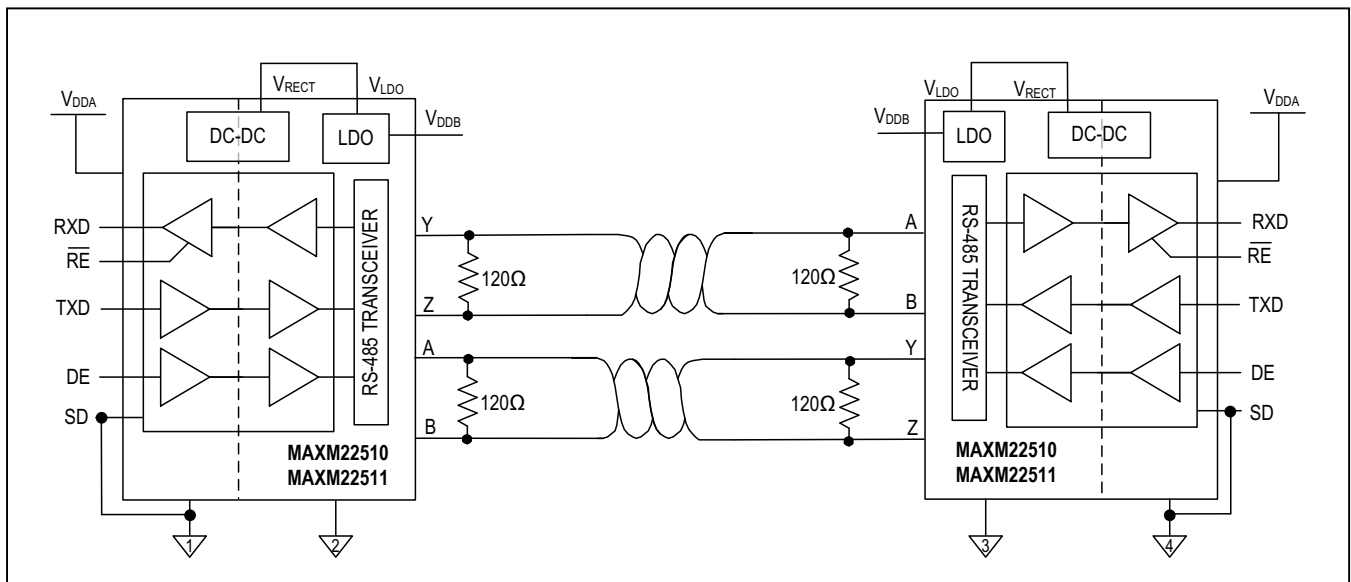 VRECT VLDO
VDDA
DC-DC
LDO
VDDB
RXD
RE
TXD
DE
SD
RS-485 TRANSCEIVER
Y
120Ω
Z
A
120Ω
B
MAXM22510
MAXM22511
1
2
VLDO VRECT
VDDA
VDDB
LDO
DC-DC
A
120Ω
B
Y
120Ω
Z
RS-485 TRANSCEIVER
RXD
RE
TXD
DE
SD
MAXM22510
MAXM22511
3
4